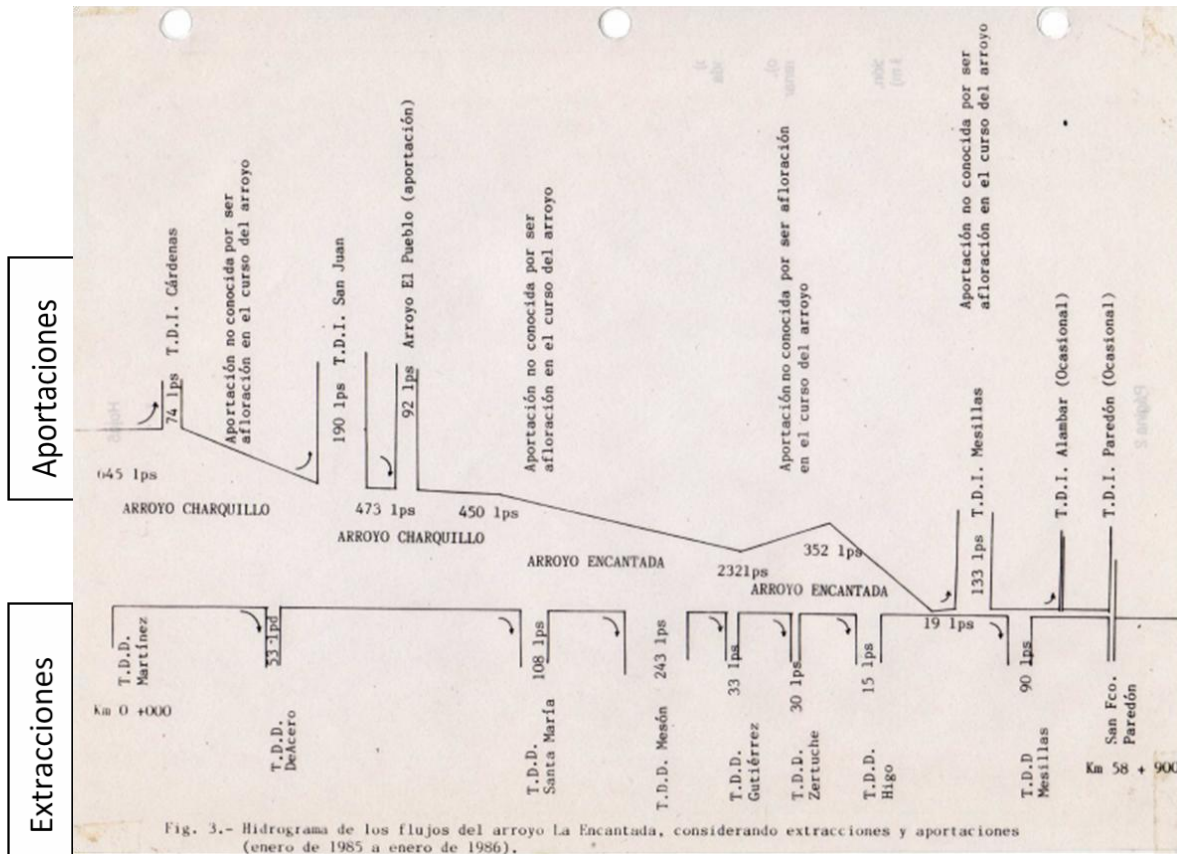 Aportaciones
Extracciones
74 lps T.D.I. Cárdenas
Aportación no conocida por ser
afloración en el curso del arroyo
190 lps T.D.I. San Juan
92 lps Arroyo El Pueblo (aportación)
Aportación no conocida por ser
afloración en el curso del arroyo
Aportación no conocida por ser afloración
en el curso del arroyo
Aportación no conocida por ser
afloración en el curso del arroyo
133 lps T.D.I. Mesillas
T.D.I. Alambar (Ocasional)
T.D.I. Paredón (Ocasional)
645 lps
ARROYO CHARQUILLO
473 lps
450 lps
ARROYO CHARQUILLO
ARROYO ENCANTADA
2321ps
352 lps
ARROYO ENCANTADA
19 lps
T.D.D.
Martínez
Km 0 +000
53 lpd
T.D.D.
DeAcero
108 lps
T.D.D.
Santa María
T.D.D. Mesón 243 lps
33 lps
T.D.D.
Gutiérrez
30 lps
T.D.D.
Zertuche
15 lps
T.D.D.
Higo
90 lps
T.D.D
Mesillas
San Fco.
Paredón
Km 58 + 900
Fig. 3.- Hidrograma de los flujos del arroyo La Encantada, considerando extracciones y aportaciones
(enero de 1985 a enero de 1986).